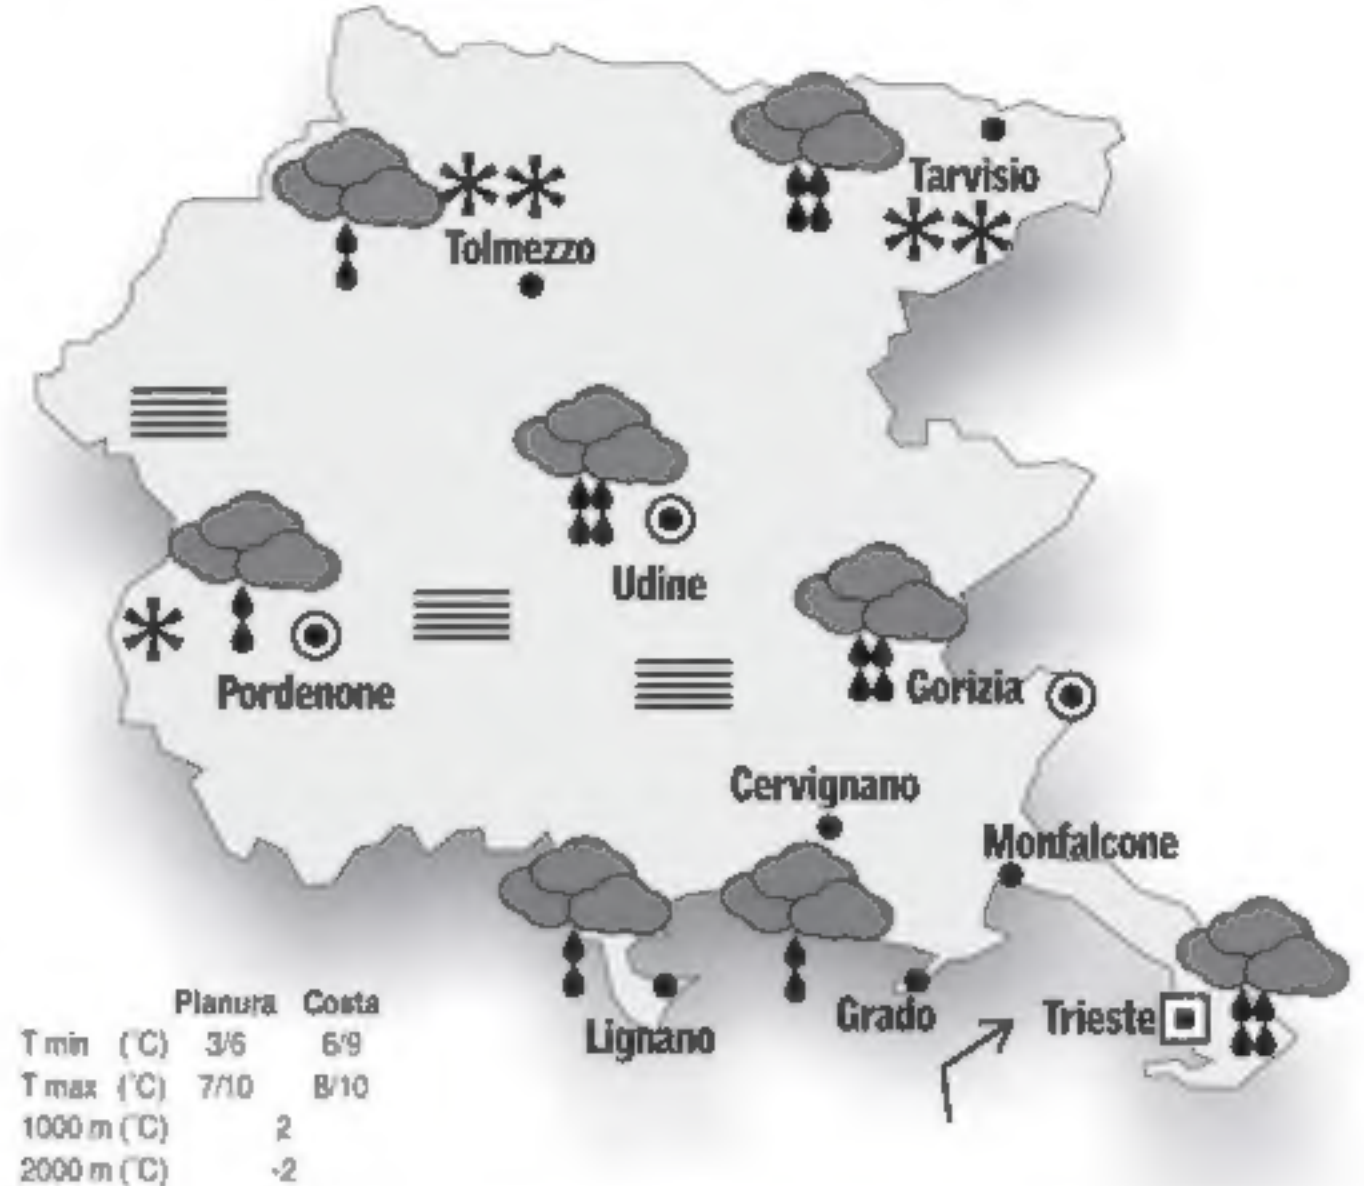 Tarvisio
Tolmezzo
Udine
Pordenone
Gorizia
Cervignano
Monfalcone
Grado
Trieste
Lignano
Planura Costa
T min (°C) 3/6 6/9
T max (°C) 7/10 8/10
1000 m (°C) 2
2000 m (°C) -2